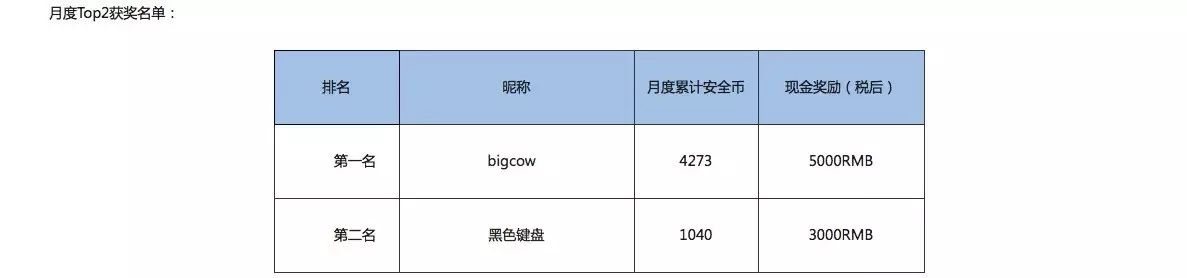 月度Top2获奖名单：
排名 昵称 月度累计安全币 现金奖励（税后）
第一名 bigcow 4273 5000RMB
第二名 黑色键盘 1040 3000RMB